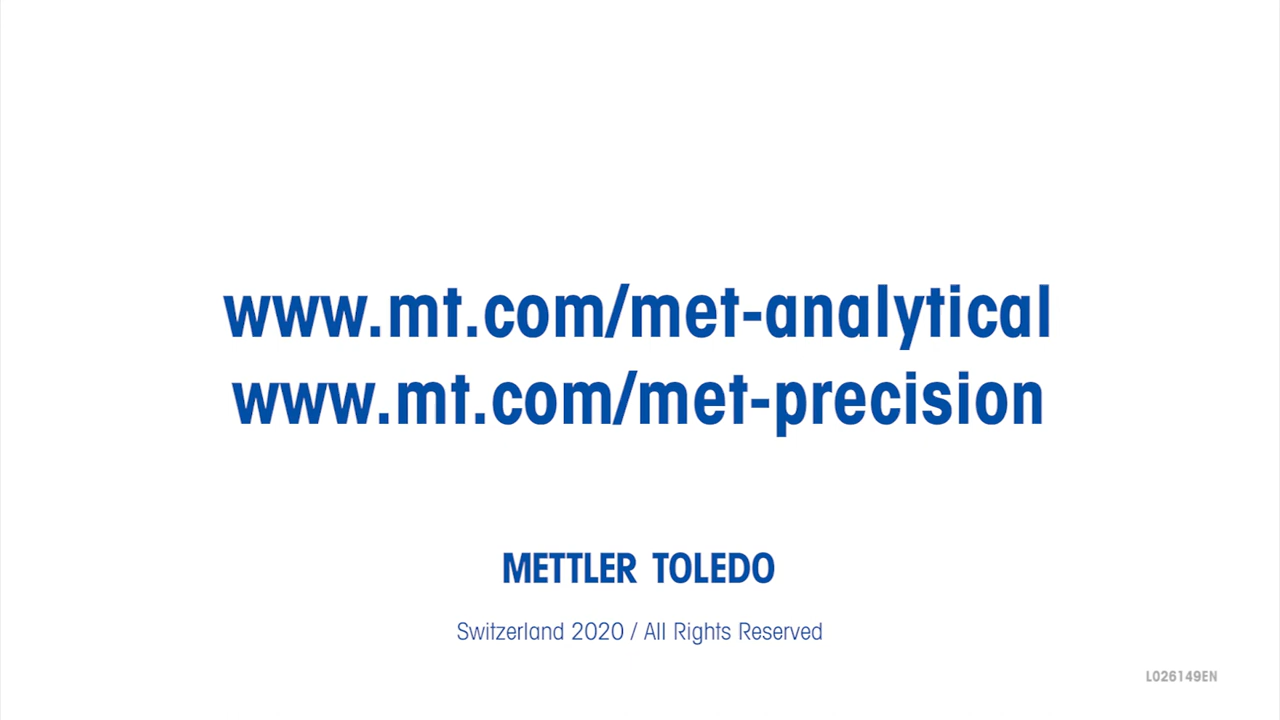 www.mt.com/met-analytical
www.mt.com/met-precision
METTLER TOLEDO
Switzerland 2020 / All Rights Reserved
L026149EN